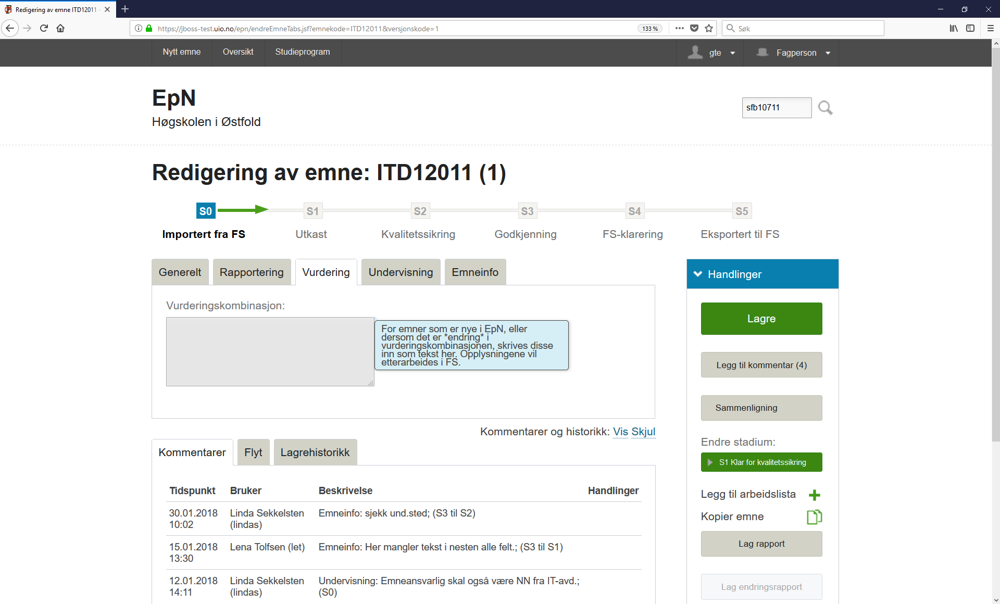 Redigering av emne ITD12011 -
https://jboss-test.uio.no/epn/endreEmneTabs.jsf?emnekode=ITD12011&versjonskode=1
133 %
Søk
Nytt emne
Oversikt
Studieprogram
gte
Fagperson
EpN
Høgskolen i Østfold
sfb10711
Redigering av emne: ITD12011 (1)
S0
S1
S2
S3
S4
S5
Importert fra FS
Utkast
Kvalitetssikring
Godkjenning
FS-klarering
Eksportert til FS
Generelt
Rapportering
Vurdering
Undervisning
Emneinfo
Vurderingskombinasjon:
For emner som er nye i EpN, eller
dersom det er *endring* i
vurderingskombinasjonen, skrives disse
inn som tekst her. Opplysningene vil
etterarbeides i FS.
Kommentarer og historikk: Vis Skjul
Kommentarer
Flyt
Lagrehistorikk
Tidspunkt
Bruker
Beskrivelse
Handlinger
30.01.2018
10:02
Linda Sekkelsten
(lindas)
Emneinfo: sjekk und.sted; (S3 til S2)
15.01.2018
13:30
Lena Tolfsen (let)
Emneinfo: Her mangler tekst i nesten alle felt.; (S3 til S1)
12.01.2018
14:11
Linda Sekkelsten
(lindas)
Undervisning: Emneansvarlig skal også være NN fra IT-avd.;
(S0)
Handlinger
Lagre
Legg til kommentar (4)
Sammenligning
Endre stadium:
S1 Klar for kvalitetssikring
Legg til arbeidslista
Kopier emne
Lag rapport
Lag endringsrapport